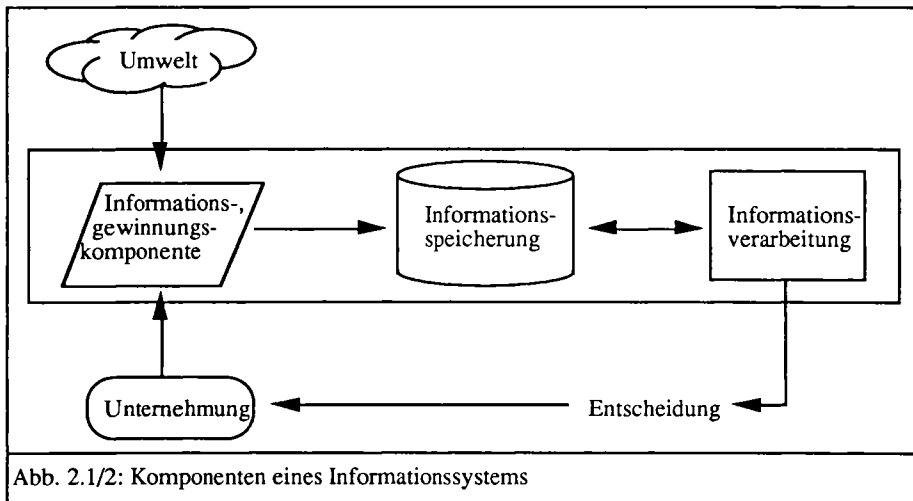 Umwelt
Informations-,
gewinnungs-
komponente
Informations-
speicherung
Informations-
verarbeitung
Unternehmung
Entscheidung
Abb. 2.1/2: Komponenten eines Informationssystems